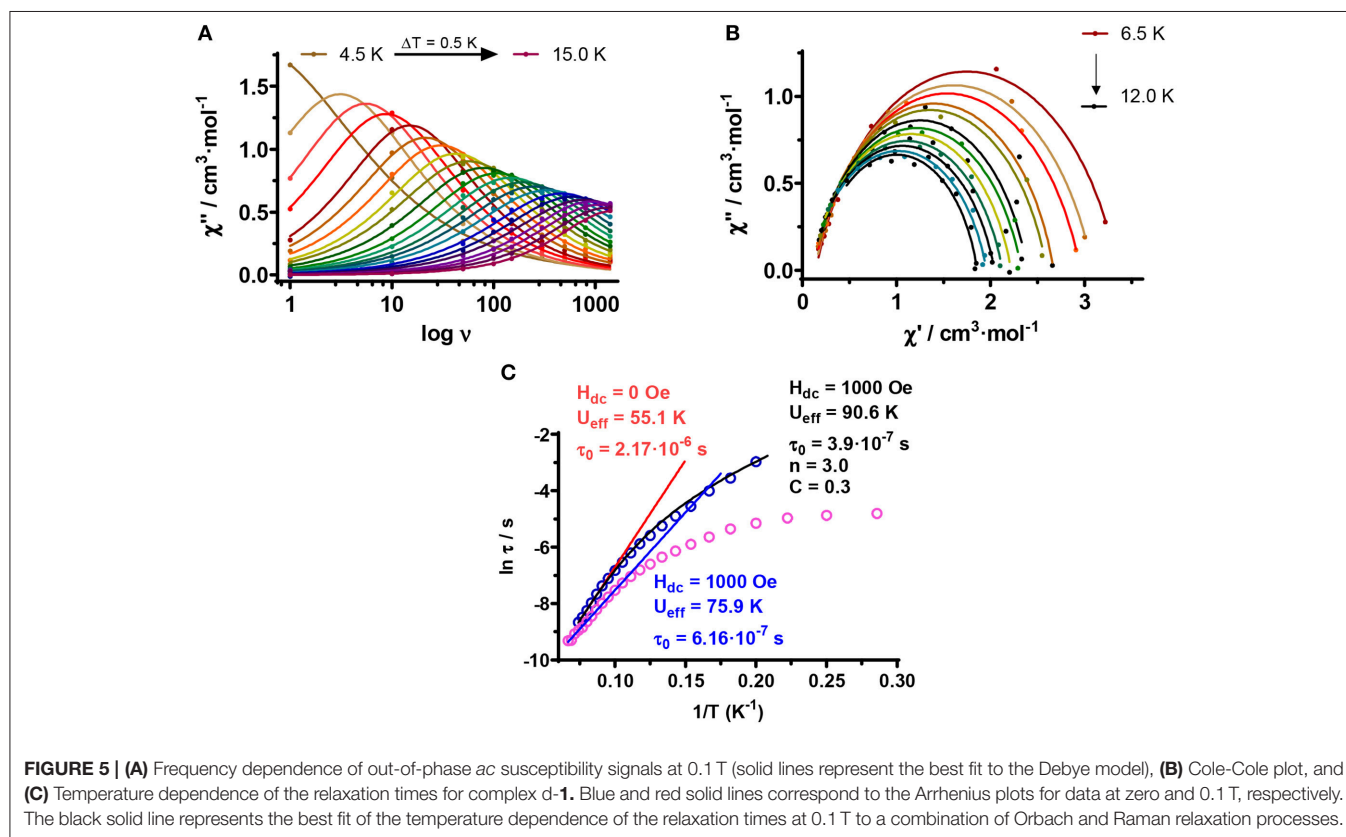 A
4.5 K
ΔT = 0.5 K
15.0 K
χ'' / cm³·mol⁻¹
1.5
1.0
0.5
0.0
1
10
100
1000
log ν
B
6.5 K
12.0 K
χ'' / cm³·mol⁻¹
1.0
0.5
0.0
0
1
2
3
χ' / cm³·mol⁻¹
C
H_dc = 0 Oe
U_eff = 55.1 K
τ₀ = 2.17·10⁻⁶ s
H_dc = 1000 Oe
U_eff = 90.6 K
τ₀ = 3.9·10⁻⁷ s
n = 3.0
C = 0.3
H_dc = 1000 Oe
U_eff = 75.9 K
τ₀ = 6.16·10⁻⁷ s
ln τ / s
-2
-4
-6
-8
-10
0.10
0.15
0.20
0.25
0.30
1/T (K⁻¹)
FIGURE 5 | (A) Frequency dependence of out-of-phase ac susceptibility signals at 0.1 T (solid lines represent the best fit to the Debye model), (B) Cole-Cole plot, and
(C) Temperature dependence of the relaxation times for complex d-1. Blue and red solid lines correspond to the Arrhenius plots for data at zero and 0.1 T, respectively.
The black solid line represents the best fit of the temperature dependence of the relaxation times at 0.1 T to a combination of Orbach and Raman relaxation processes.